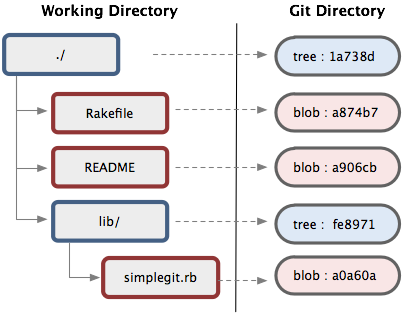 Working Directory
Git Directory
./
tree : 1a738d
Rakefile
blob : a874b7
README
blob : a906cb
lib/
tree : fe8971
simplegit.rb
blob : a0a60a